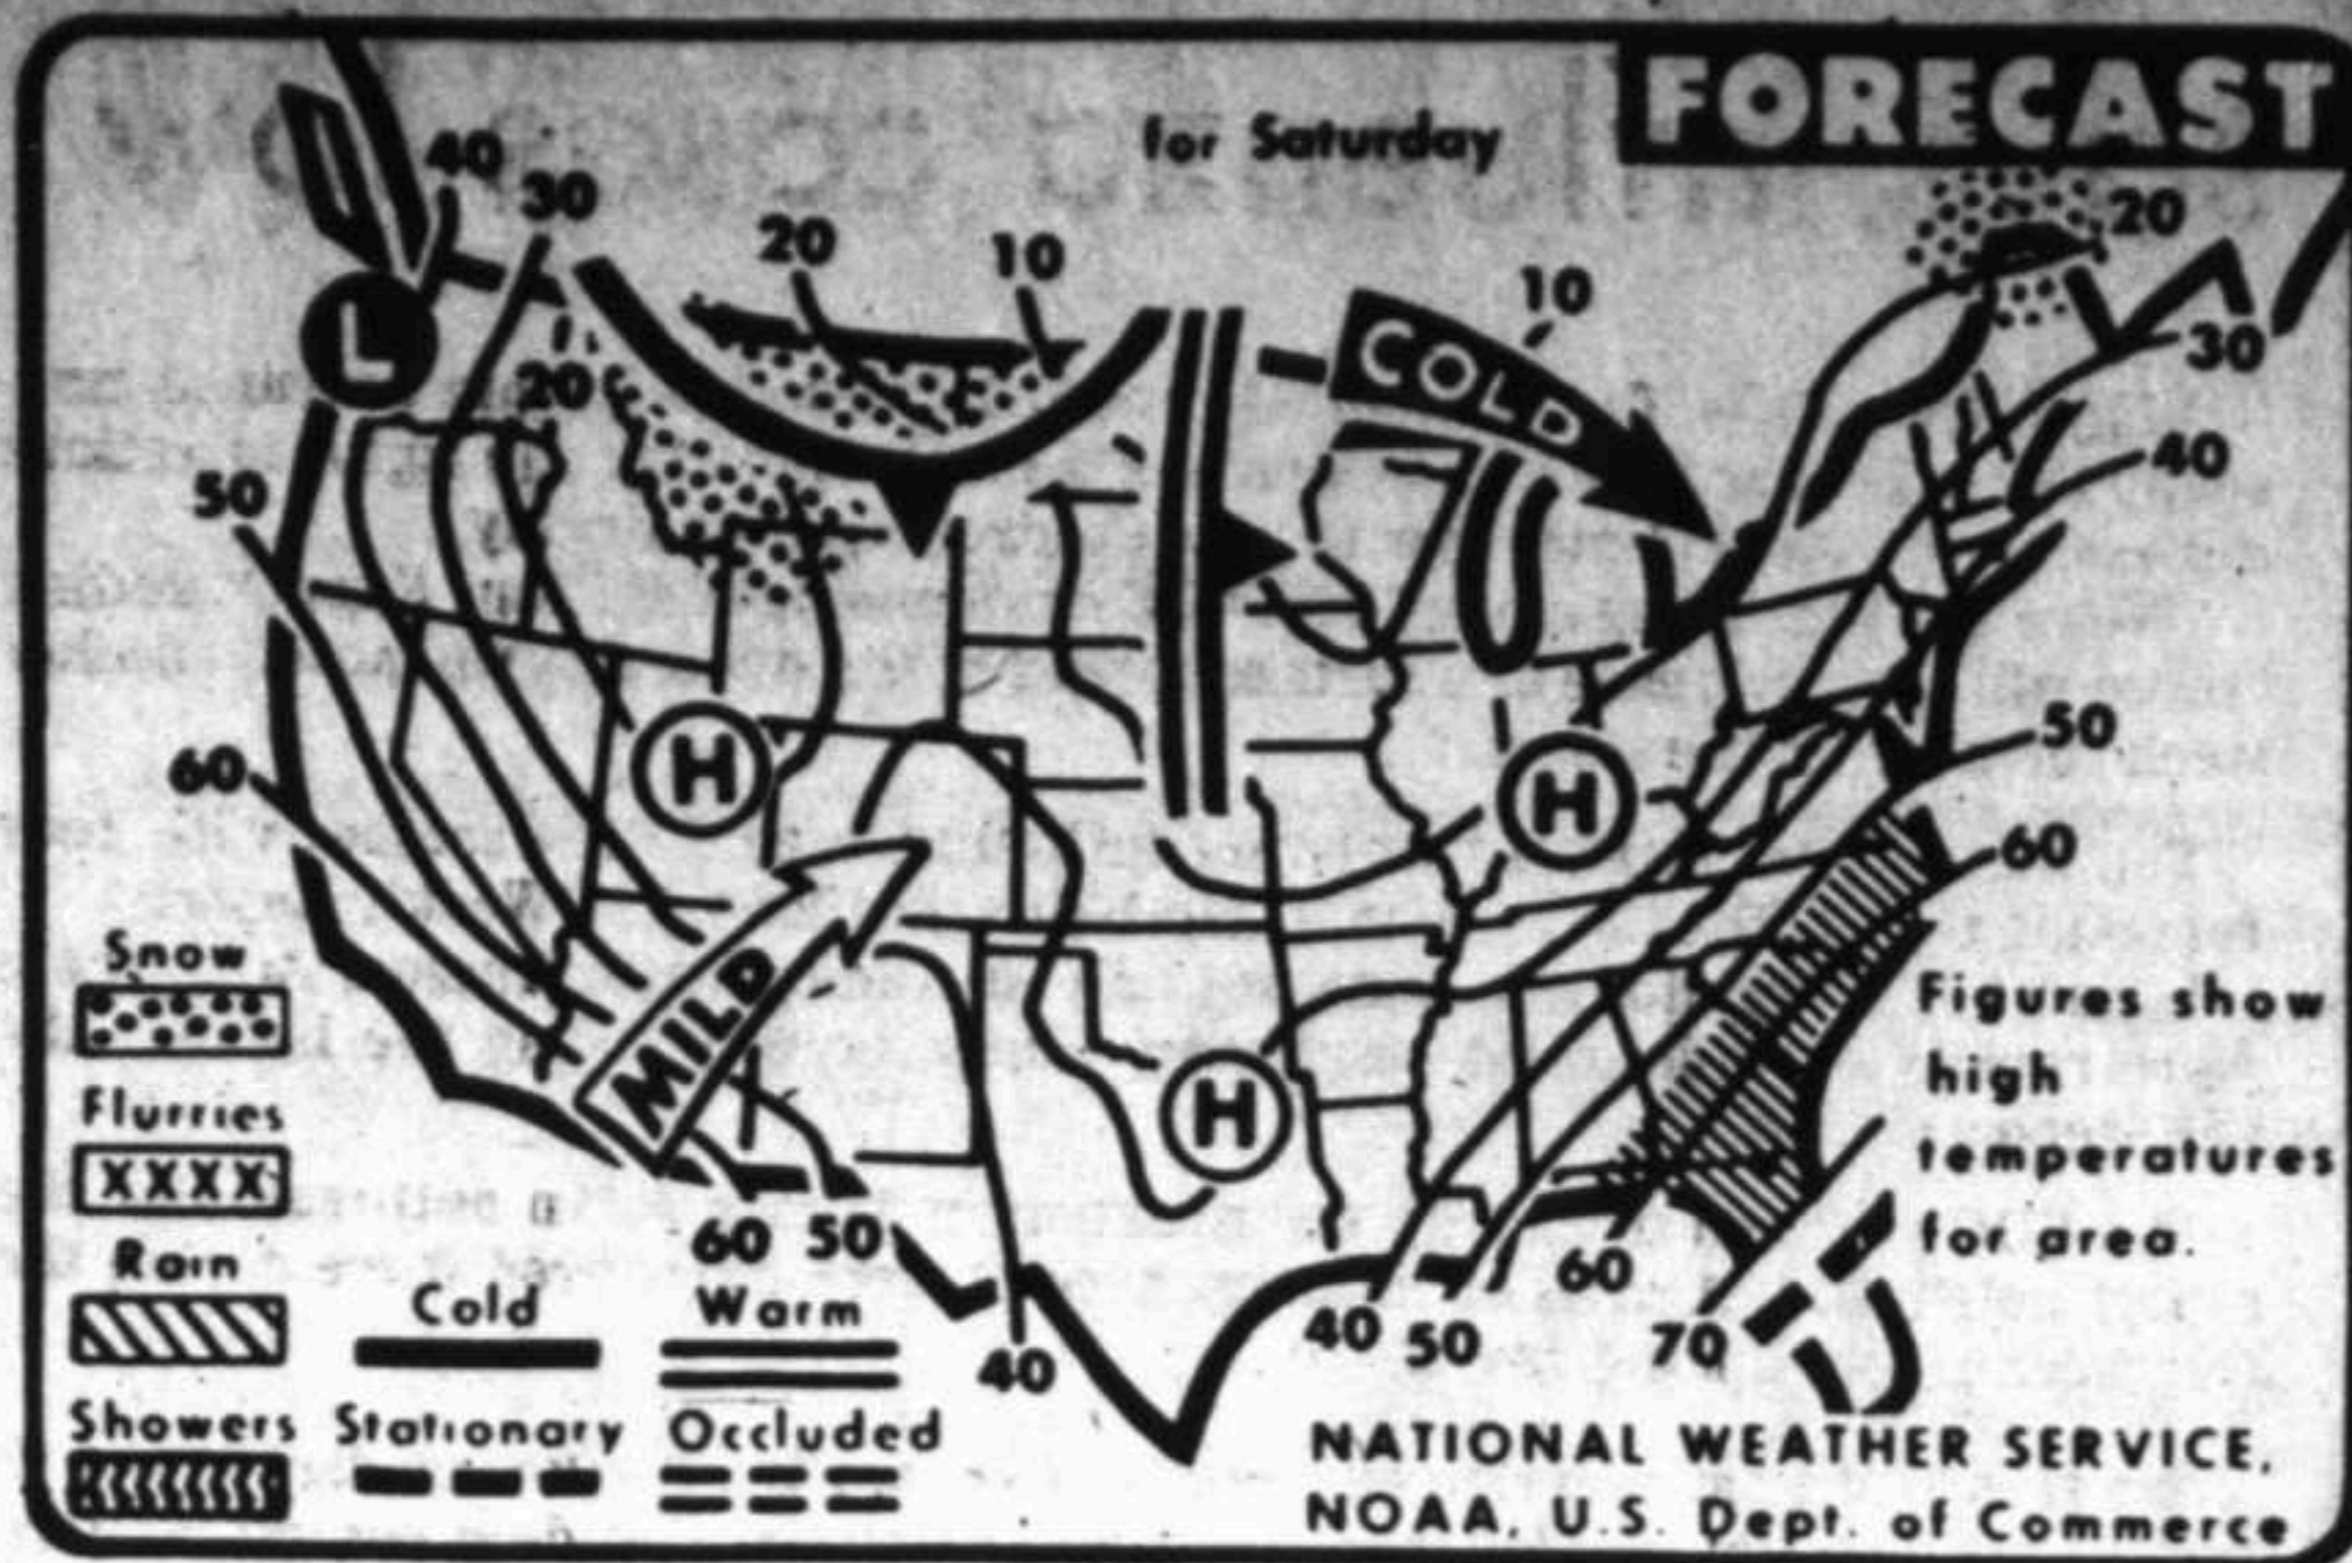 FORECAST
for Saturday
40
30
20
10
10
20
COLD
30
L
20
40
50
50
60
H
H
60
MILD
H
Snow
Flurries
XXXX
Rain
Showers
Cold
Stationary
Warm
Occluded
60 50
40
40 50
60
70
Figures show
high
temperatures
for area.
NATIONAL WEATHER SERVICE,
NOAA, U.S. Dept. of Commerce